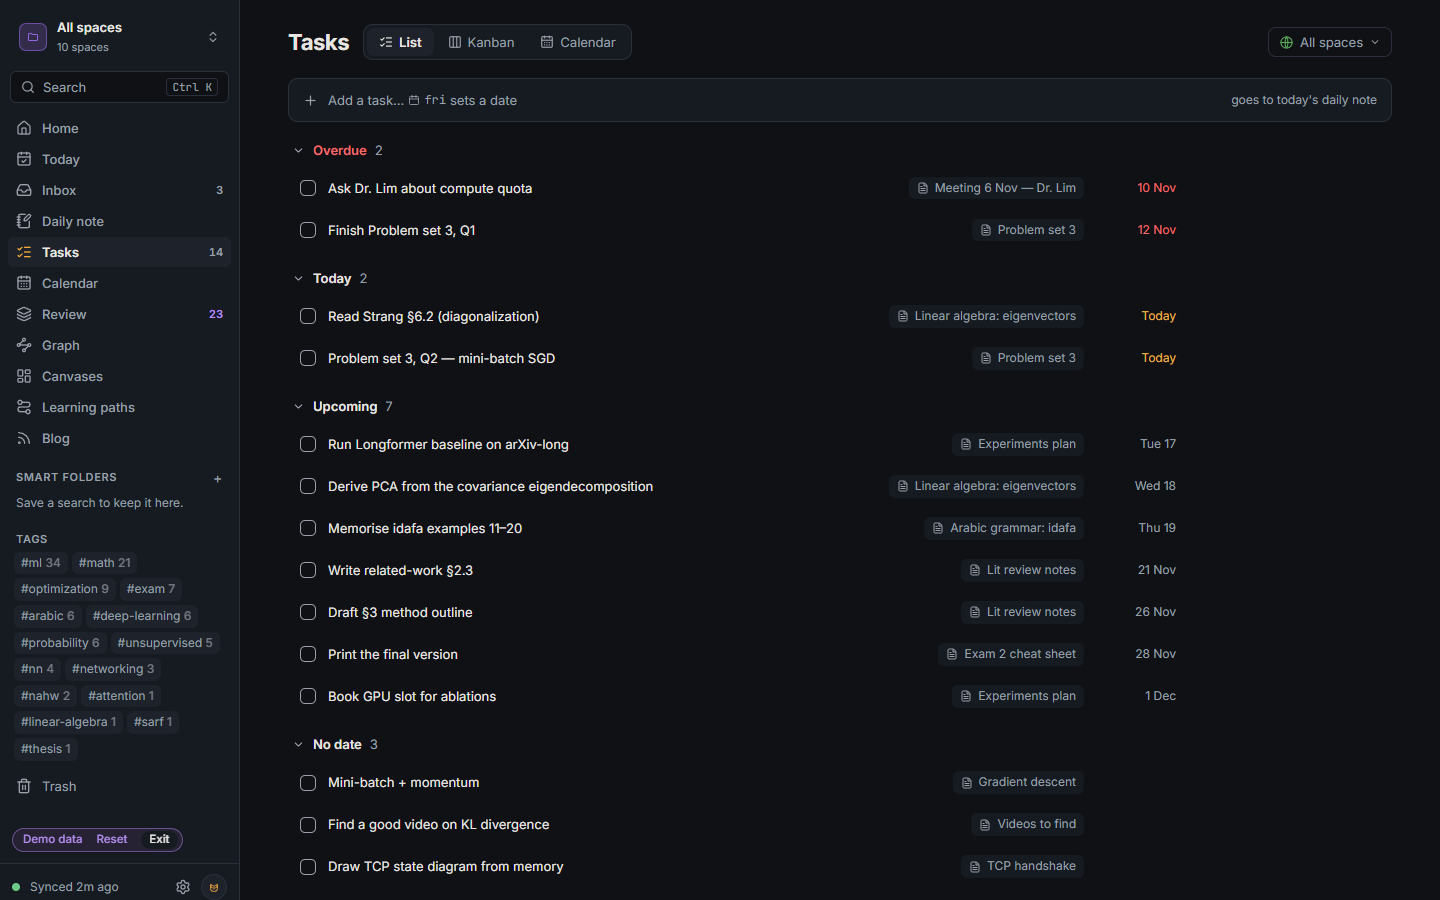 All spaces
10 spaces
Search Ctrl K
Home
Today
Inbox 3
Daily note
Tasks 14
Calendar
Review 23
Graph
Canvases
Learning paths
Blog
SMART FOLDERS +
Save a search to keep it here.
TAGS
#ml 34 #math 21
#optimization 9 #exam 7
#arabic 6 #deep-learning 6
#probability 6 #unsupervised 5
#nn 4 #networking 3
#nahw 2 #attention 1
#linear-algebra 1 #sarf 1
#thesis 1
Trash
Demo data Reset Exit
Synced 2m ago
Tasks List Kanban Calendar All spaces
Add a task... fri sets a date goes to today's daily note
Overdue 2
Ask Dr. Lim about compute quota Meeting 6 Nov — Dr. Lim 10 Nov
Finish Problem set 3, Q1 Problem set 3 12 Nov
Today 2
Read Strang §6.2 (diagonalization) Linear algebra: eigenvectors Today
Problem set 3, Q2 — mini-batch SGD Problem set 3 Today
Upcoming 7
Run Longformer baseline on arXiv-long Experiments plan Tue 17
Derive PCA from the covariance eigendecomposition Linear algebra: eigenvectors Wed 18
Memorise idafa examples 11–20 Arabic grammar: idafa Thu 19
Write related-work §2.3 Lit review notes 21 Nov
Draft §3 method outline Lit review notes 26 Nov
Print the final version Exam 2 cheat sheet 28 Nov
Book GPU slot for ablations Experiments plan 1 Dec
No date 3
Mini-batch + momentum Gradient descent
Find a good video on KL divergence Videos to find
Draw TCP state diagram from memory TCP handshake